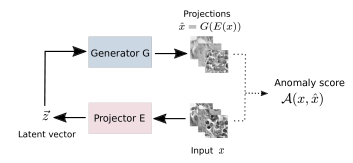 Projections
x̂ = G(E(x))
Generator G
Anomaly score
𝒜(x, x̂)
z⃗
Projector E
Latent vector
Input x